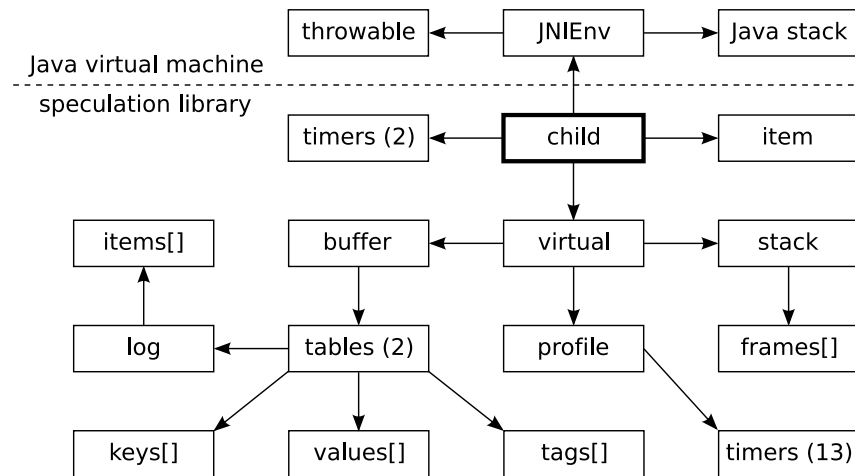 throwable
JNIEnv
Java stack
Java virtual machine
speculation library
timers (2)
child
item
items[]
buffer
virtual
stack
log
tables (2)
profile
frames[]
keys[]
values[]
tags[]
timers (13)